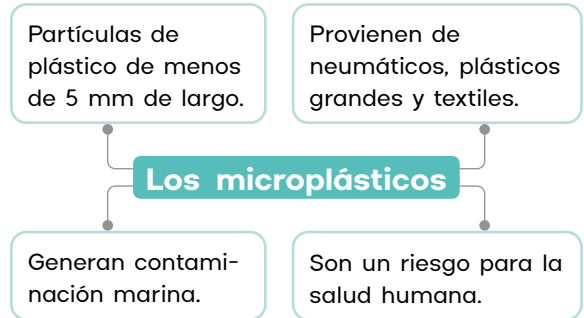 Partículas de
plástico de menos
de 5 mm de largo.
Provienen de
neumáticos, plásticos
grandes y textiles.
Los microplásticos
Generan contami-
nación marina.
Son un riesgo para la
salud humana.